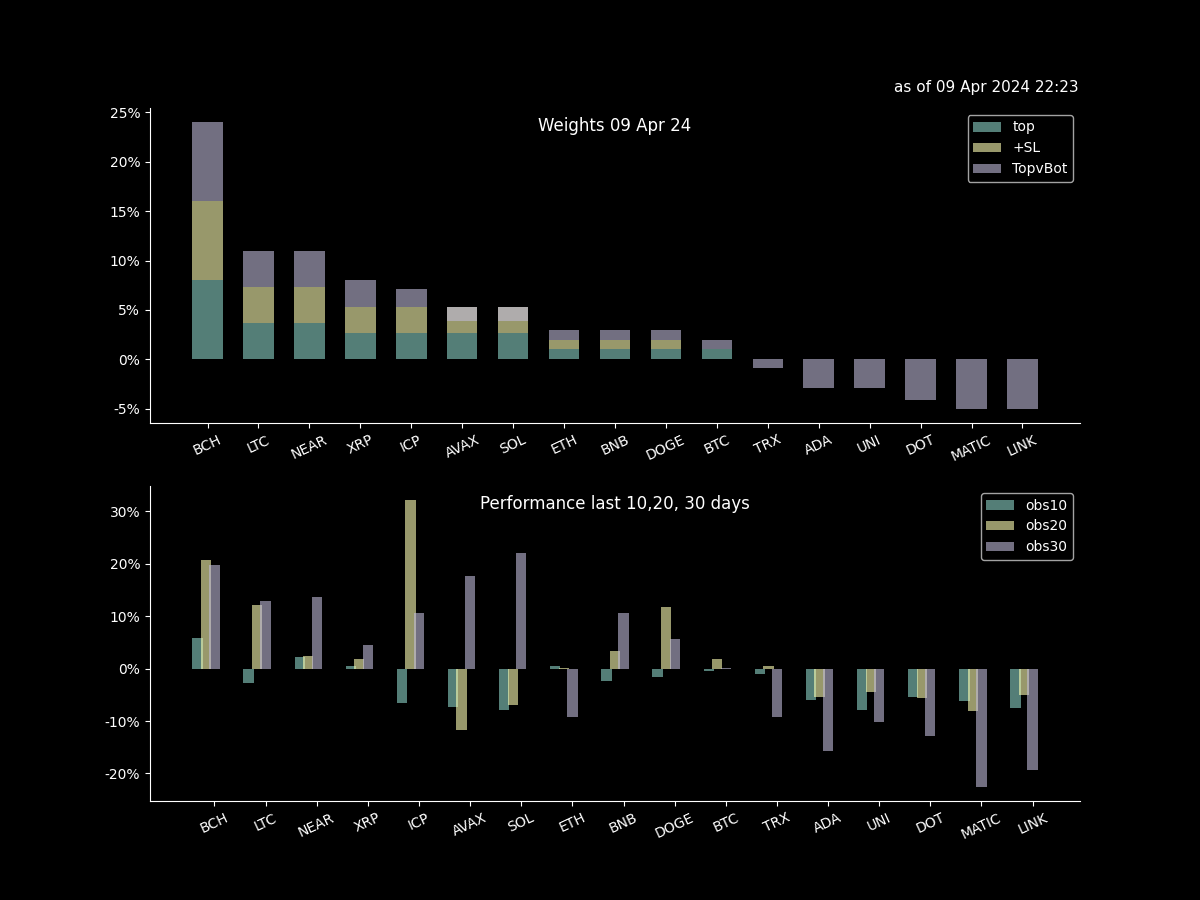 as of 09 Apr 2024 22:23
Weights 09 Apr 24
top
+SL
TopvBot
25%
20%
15%
10%
5%
0%
-5%
BCH LTC NEAR XRP ICP AVAX SOL ETH BNB DOGE BTC TRX ADA UNI DOT MATIC LINK
Performance last 10,20, 30 days
obs10
obs20
obs30
30%
20%
10%
0%
-10%
-20%
BCH LTC NEAR XRP ICP AVAX SOL ETH BNB DOGE BTC TRX ADA UNI DOT MATIC LINK